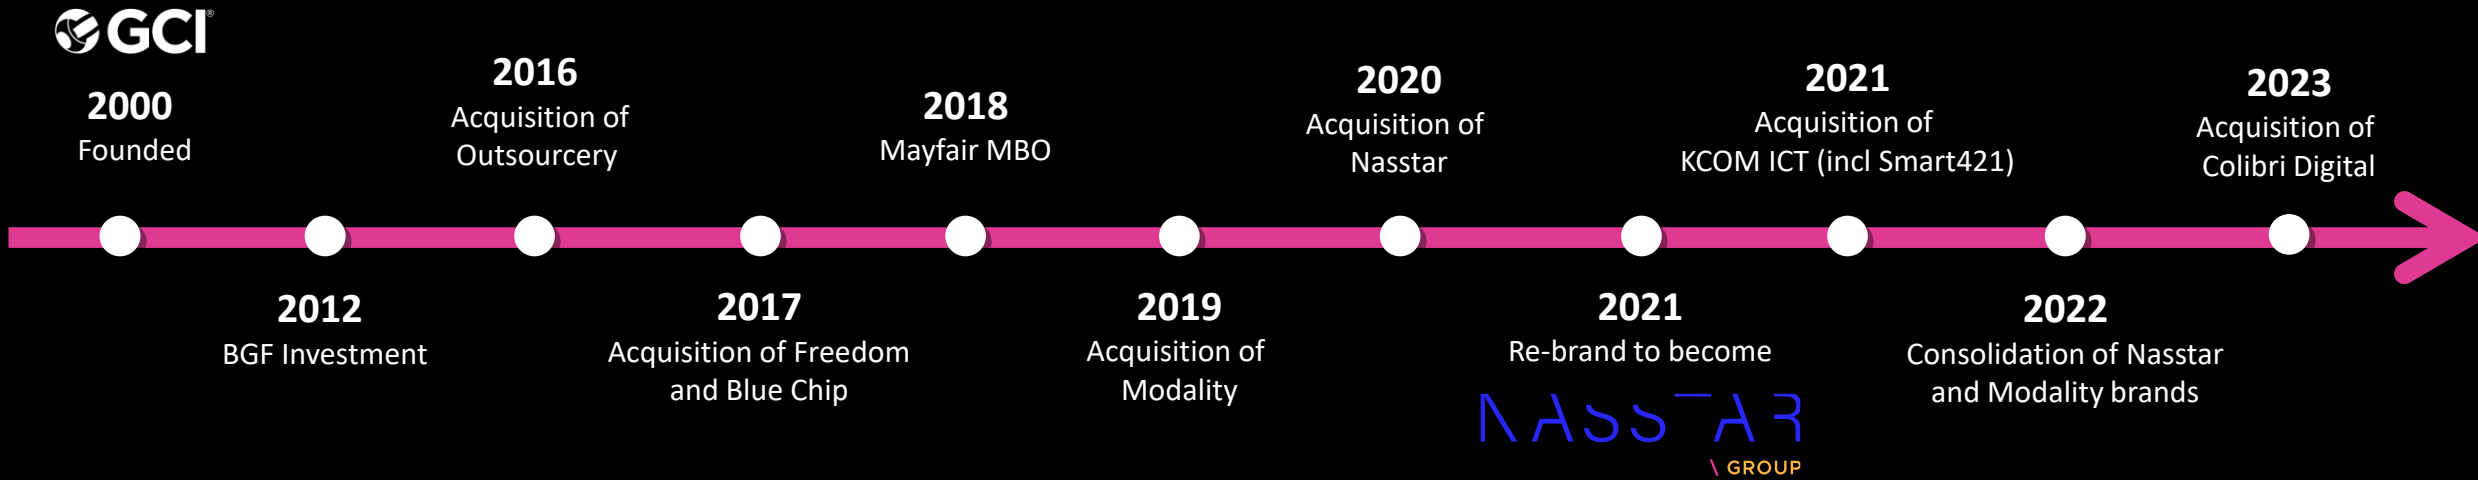 GCI®
2000
Founded
2012
BGF Investment
2016
Acquisition of
Outsourcery
2017
Acquisition of Freedom
and Blue Chip
2018
Mayfair MBO
2019
Acquisition of
Modality
2020
Acquisition of
Nasstar
2021
Re-brand to become
NASSTAR
\ GROUP
2021
Acquisition of
KCOM ICT (incl Smart421)
2022
Consolidation of Nasstar
and Modality brands
2023
Acquisition of
Colibri Digital